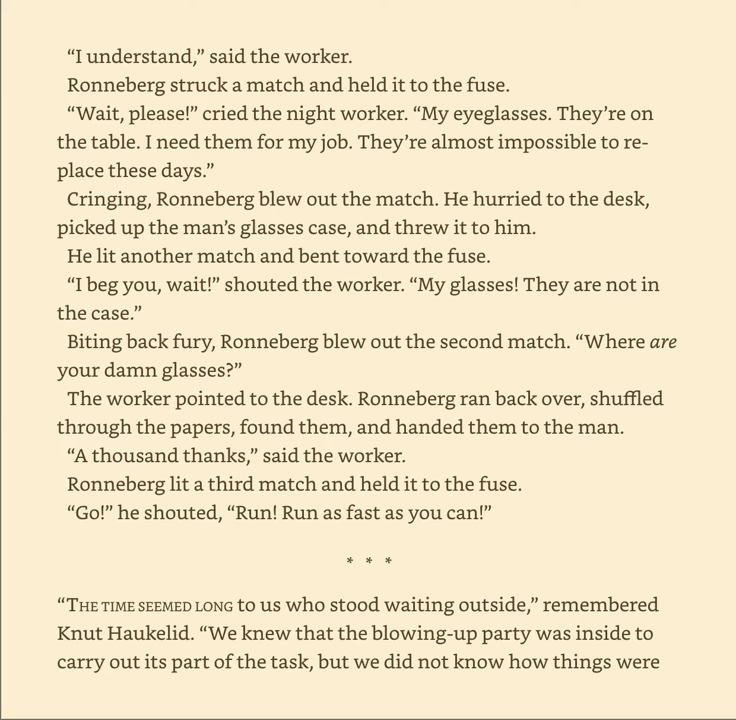 “I understand,” said the worker.
Ronneberg struck a match and held it to the fuse.
“Wait, please!” cried the night worker. “My eyeglasses. They’re on
the table. I need them for my job. They’re almost impossible to re-
place these days.”
Cringing, Ronneberg blew out the match. He hurried to the desk,
picked up the man’s glasses case, and threw it to him.
He lit another match and bent toward the fuse.
“I beg you, wait!” shouted the worker. “My glasses! They are not in
the case.”
Biting back fury, Ronneberg blew out the second match. “Where are
your damn glasses?”
The worker pointed to the desk. Ronneberg ran back over, shuffled
through the papers, found them, and handed them to the man.
“A thousand thanks,” said the worker.
Ronneberg lit a third match and held it to the fuse.
“Go!” he shouted, “Run! Run as fast as you can!”
* * *
“The time seemed long to us who stood waiting outside,” remembered
Knut Haukelid. “We knew that the blowing-up party was inside to
carry out its part of the task, but we did not know how things were